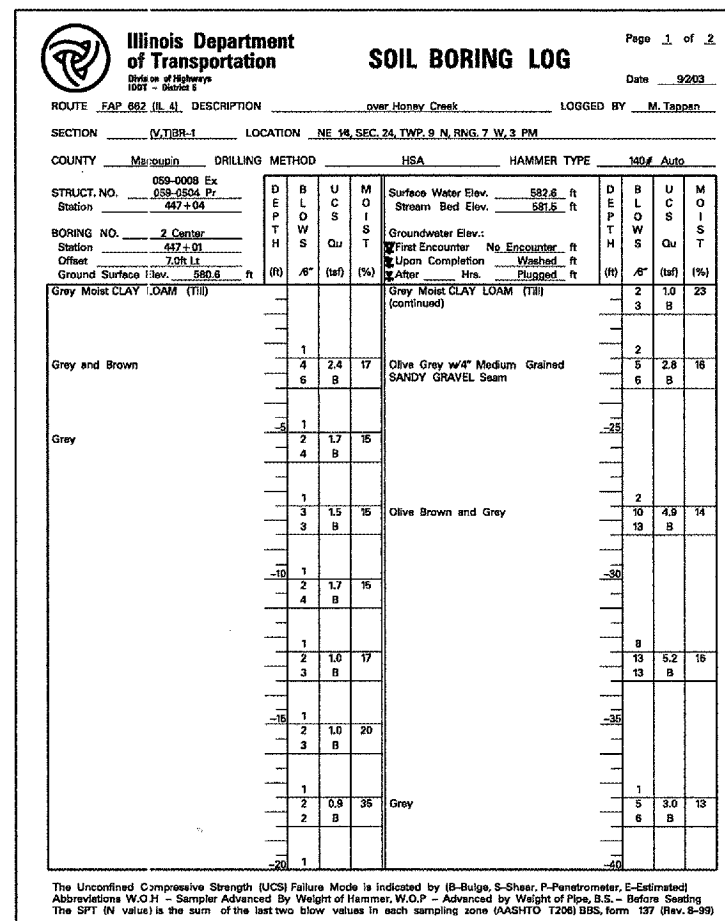 Illinois Department
of Transportation
Division of Highways
IDOT - District 6
SOIL BORING LOG
Page 1 of 2
Date 9/2/03
ROUTE FAP 662 (IL 4) DESCRIPTION over Honey Creek LOGGED BY M. Tappan
SECTION (V,T)BR-1 LOCATION NE 1/4, SEC. 24, TWP. 9 N, RNG. 7 W, 3 PM
COUNTY Macoupin DRILLING METHOD HSA HAMMER TYPE 140# Auto
STRUCT. NO. 059-0008 Ex
059-0504 Pr
Station 447+04
BORING NO. 2 Center
Station 447+01
Offset 7.0ft Lt
Ground Surface Elev. 580.6 ft
DEPTH (ft)
BLOWS /6"
UCS Qu (tsf)
MOIST (%)
Surface Water Elev. 582.6 ft
Stream Bed Elev. 581.5 ft
Groundwater Elev.:
First Encounter No Encounter ft
Upon Completion Washed ft
After Hrs. Plugged ft
DEPTH (ft)
BLOWS /6"
UCS Qu (tsf)
MOIST (%)
Grey Moist CLAY LOAM (Till)
1
Grey and Brown 4 2.4 17
6 B
-5 1
Grey 2 1.7 15
4 B
1
3 1.5 15
3 B
-10 1
2 1.7 15
4 B
1
2 1.0 17
3 B
-15 1
2 1.0 20
3 B
1
2 0.9 35
2 B
-20 1
Grey Moist CLAY LOAM (Till) 2 1.0 23
(continued) 3 B
2
Olive Grey w/4" Medium Grained 5 2.8 16
SANDY GRAVEL Seam 6 B
-25
2
Olive Brown and Grey 10 4.9 14
13 B
-30
8
13 5.2 16
13 B
-35
1
Grey 5 3.0 13
6 B
-40
The Unconfined Compressive Strength (UCS) Failure Mode is indicated by (B-Bulge, S-Shear, P-Penetrometer, E-Estimated)
Abbreviations W.O.H - Sampler Advanced By Weight of Hammer, W.O.P - Advanced by Weight of Pipe, B.S. - Before Seating
The SPT (N value) is the sum of the last two blow values in each sampling zone (AASHTO T206) BBS, form 137 (Rev. 8-99)